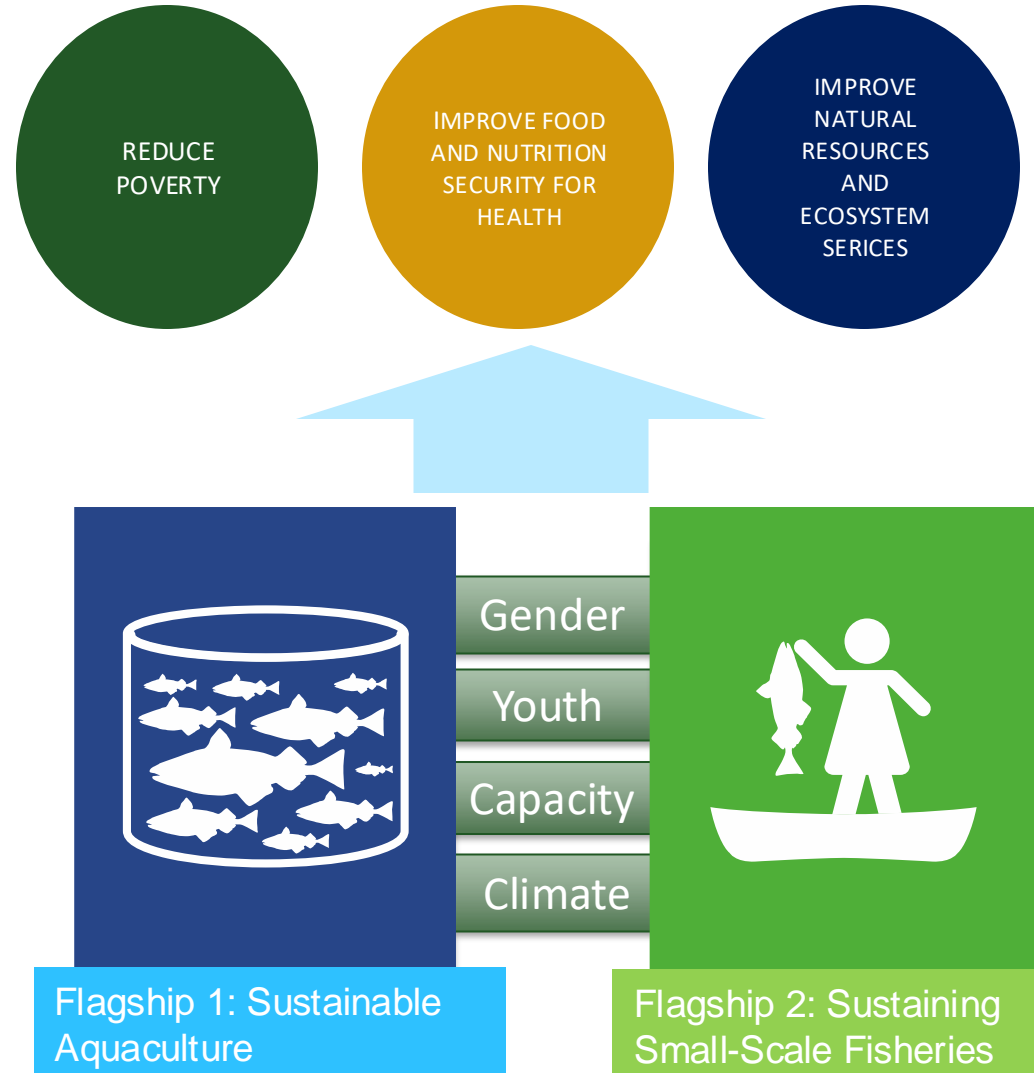 REDUCE
POVERTY
IMPROVE FOOD
AND NUTRITION
SECURITY FOR
HEALTH
IMPROVE
NATURAL
RESOURCES
AND
ECOSYSTEM
SERICES
Gender
Youth
Capacity
Climate
Flagship 1: Sustainable
Aquaculture
Flagship 2: Sustaining
Small-Scale Fisheries